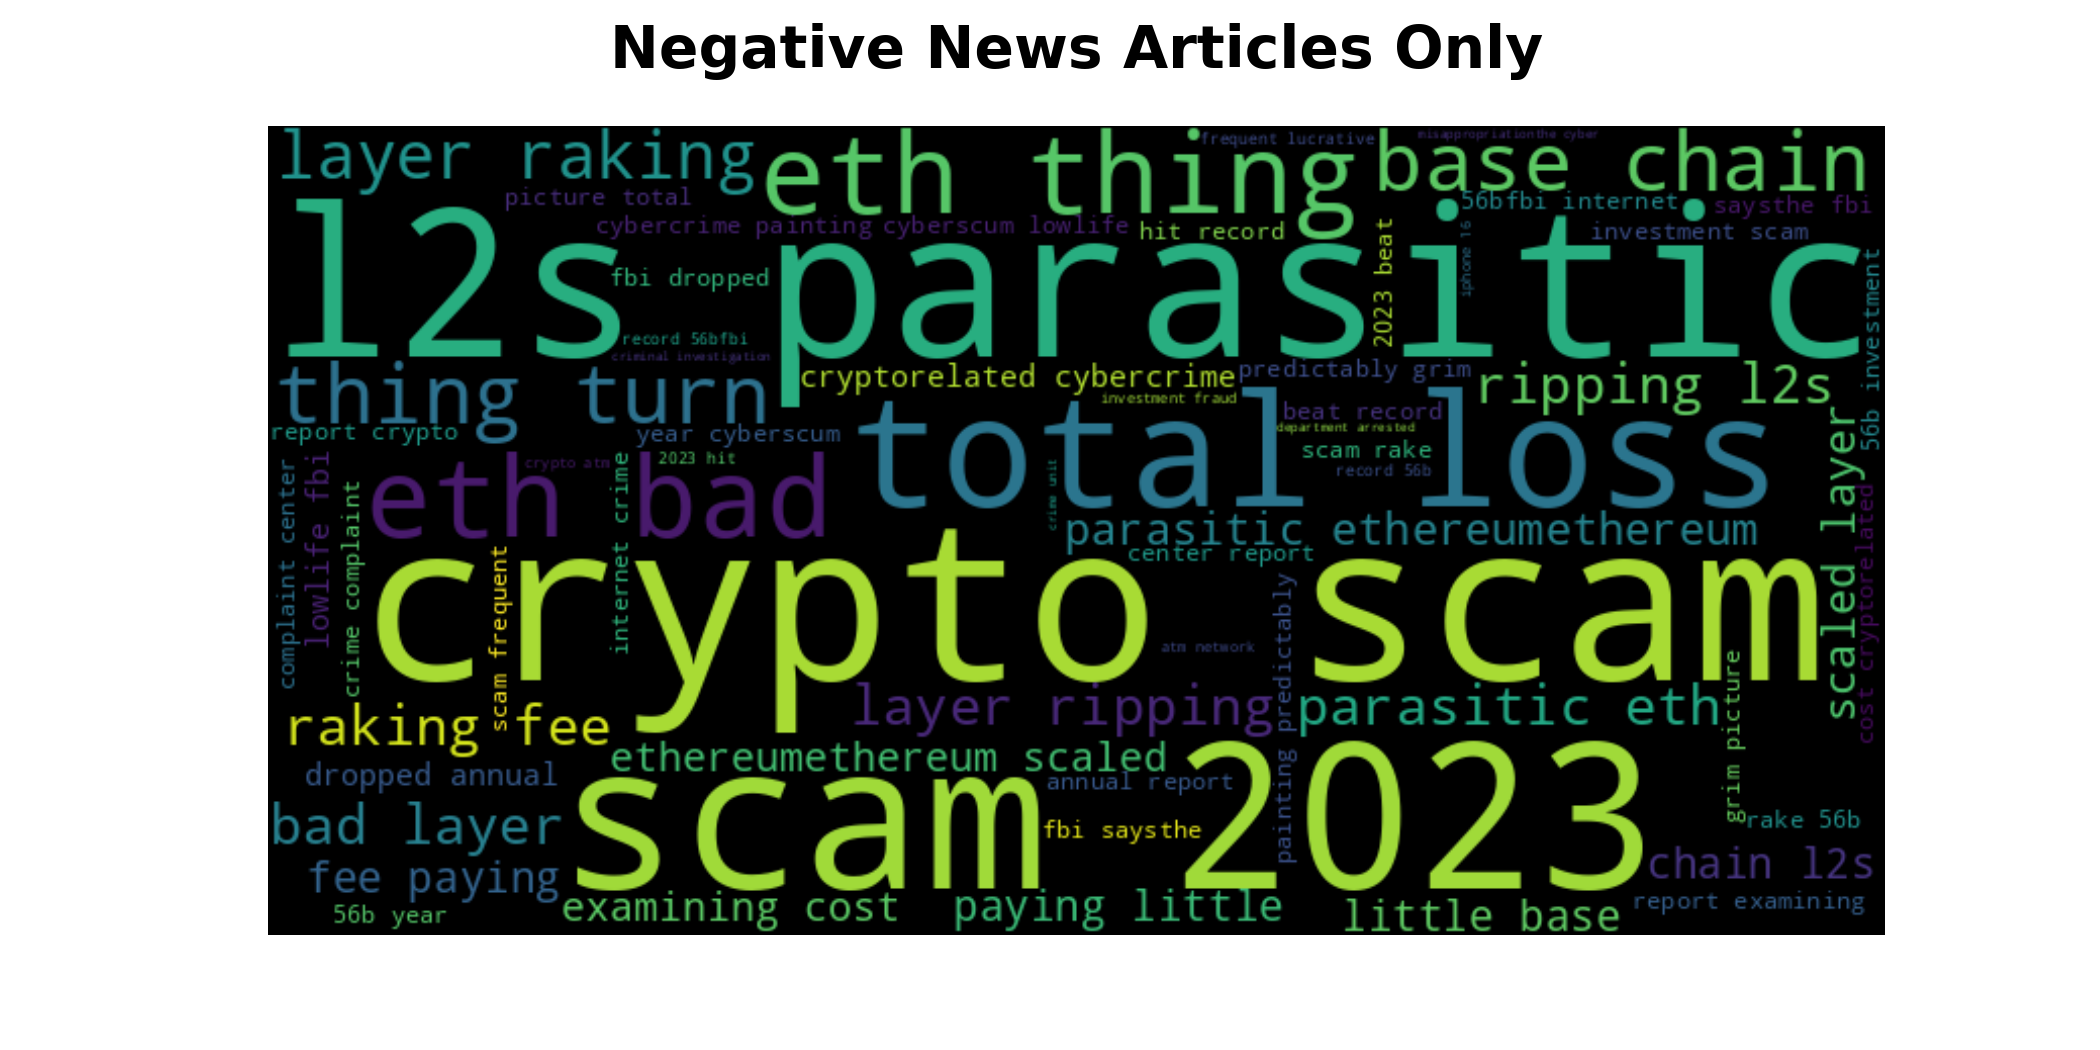 Negative News Articles Only
layer raking
eth thing
frequent lucrative
base chain
misappropriationthe cyber
picture total
56bfbi internet
saysthe fbi
l2s parasitic
cybercrime painting
cyberscum lowlife
hit record
investment scam
2023 beat
iphone 16
56b investment
fbi dropped
record 56bfbi
criminal investigation
thing turn
cryptorelated cybercrime
predictably grim
ripping l2s
investment fraud
total loss
beat record
department arrested
report crypto
year cyberscum
scam rake
record 56b
scaled layer
eth bad
crypto atm
2023 hit
complaint center
lowlife fbi
crime complaint
internet crime
crime unit
parasitic ethereumethereum
center report
cost cryptorelated
crypto scam
scam frequent
atm network
painting predictably
layer ripping
parasitic eth
grim picture
raking fee
ethereumethereum scaled
dropped annual
annual report
scam 2023
bad layer
fbi saysthe
rake 56b
fee paying
chain l2s
56b year
examining cost
paying little
little base
report examining